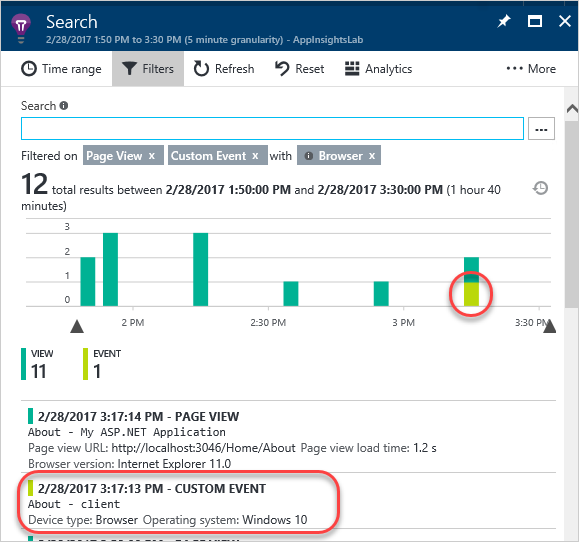 Search
2/28/2017 1:50 PM to 3:30 PM (5 minute granularity) - AppInsightsLab
Time range Filters Refresh Reset Analytics ••• More
Search
...
Filtered on Page View x Custom Event x with Browser x
12 total results between 2/28/2017 1:50:00 PM and 2/28/2017 3:30:00 PM (1 hour 40
minutes)
3
2
1
0
2 PM 2:30 PM 3 PM 3:30 PM
VIEW EVENT
11 1
2/28/2017 3:17:14 PM - PAGE VIEW
About - My ASP.NET Application
Page view URL: http://localhost:3046/Home/About Page view load time: 1.2 s
Browser version: Internet Explorer 11.0
2/28/2017 3:17:13 PM - CUSTOM EVENT
About - client
Device type: Browser Operating system: Windows 10